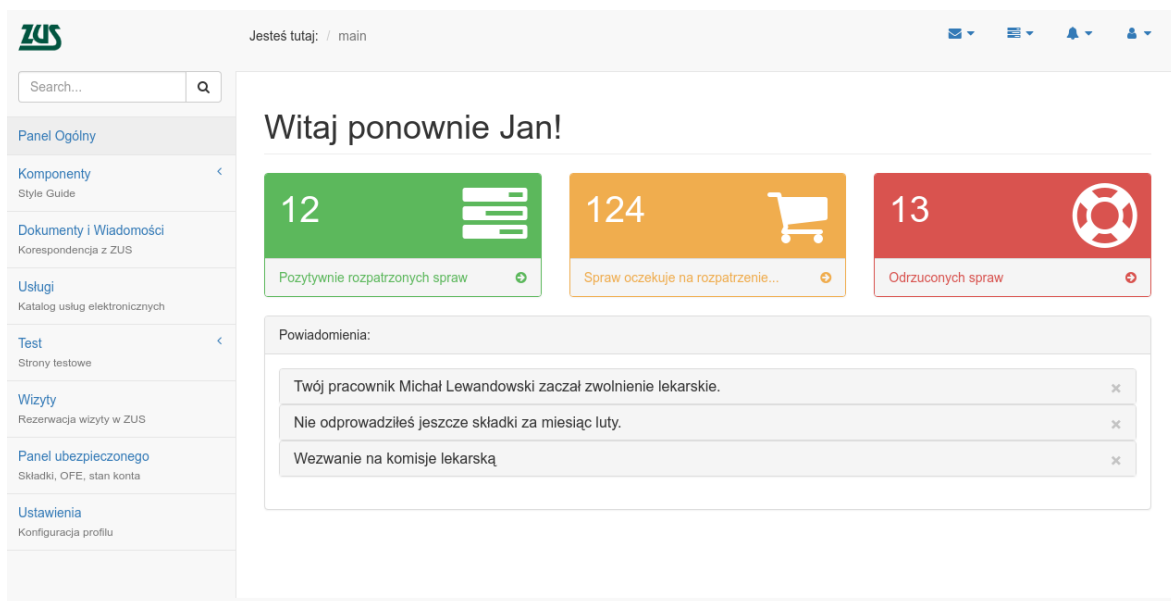 ZUS
Jesteś tutaj: / main
Search...
Panel Ogólny
Komponenty
Style Guide
Dokumenty i Wiadomości
Korespondencja z ZUS
Usługi
Katalog usług elektronicznych
Test
Strony testowe
Wizyty
Rezerwacja wizyty w ZUS
Panel ubezpieczonego
Składki, OFE, stan konta
Ustawienia
Konfiguracja profilu
Witaj ponownie Jan!
12
Pozytywnie rozpatrzonych spraw
124
Spraw oczekuje na rozpatrzenie...
13
Odrzuconych spraw
Powiadomienia:
Twój pracownik Michał Lewandowski zaczał zwolnienie lekarskie.
Nie odprowadziłeś jeszcze składki za miesiąc luty.
Wezwanie na komisje lekarską